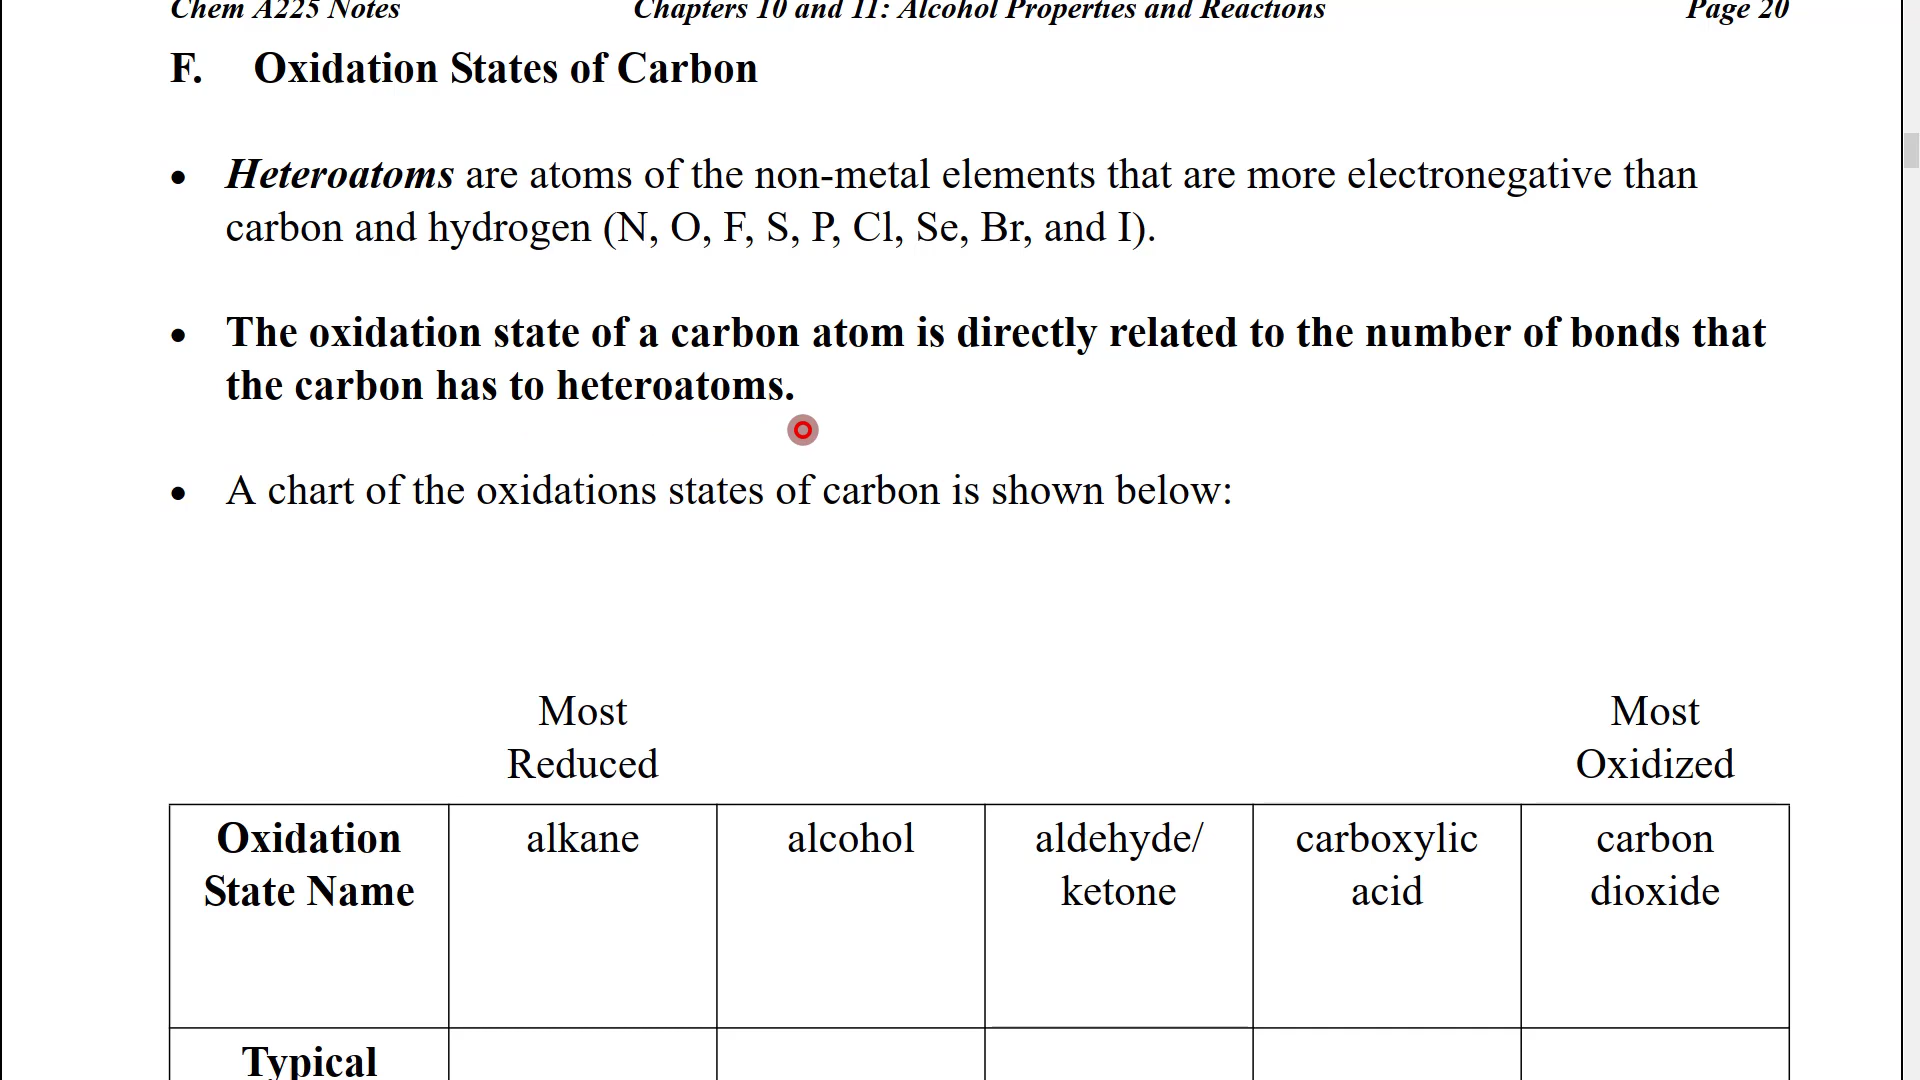 Chem A225 Notes Chapters 10 and 11: Alcohol Properties and Reactions Page 20
F. Oxidation States of Carbon
• Heteroatoms are atoms of the non-metal elements that are more electronegative than
carbon and hydrogen (N, O, F, S, P, Cl, Se, Br, and I).
• The oxidation state of a carbon atom is directly related to the number of bonds that
the carbon has to heteroatoms.
• A chart of the oxidations states of carbon is shown below:
Most Most
Reduced Oxidized
Oxidation alkane alcohol aldehyde/ carboxylic carbon
State Name ketone acid dioxide
Typical